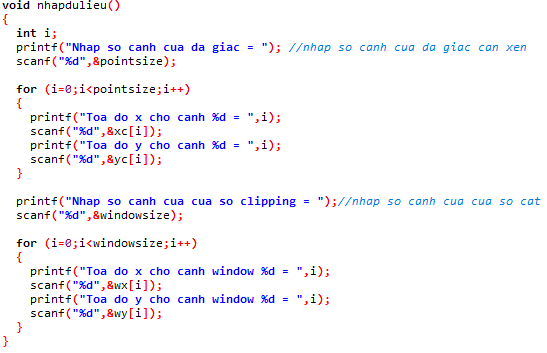 void nhapdulieu()
{
  int i;
  printf("Nhap so canh cua da giac = "); //nhap so canh cua da giac can xen
  scanf("%d",&pointsize);

  for (i=0;i<pointsize;i++)
  {
    printf("Toa do x cho canh %d = ",i);
    scanf("%d",&xc[i]);
    printf("Toa do y cho canh %d = ",i);
    scanf("%d",&yc[i]);
  }

  printf("Nhap so canh cua cua so clipping = ");//nhap so canh cua cua so cat
  scanf("%d",&windowsize);

  for (i=0;i<windowsize;i++)
  {
    printf("Toa do x cho canh window %d = ",i);
    scanf("%d",&wx[i]);
    printf("Toa do y cho canh window %d = ",i);
    scanf("%d",&wy[i]);
  }
}